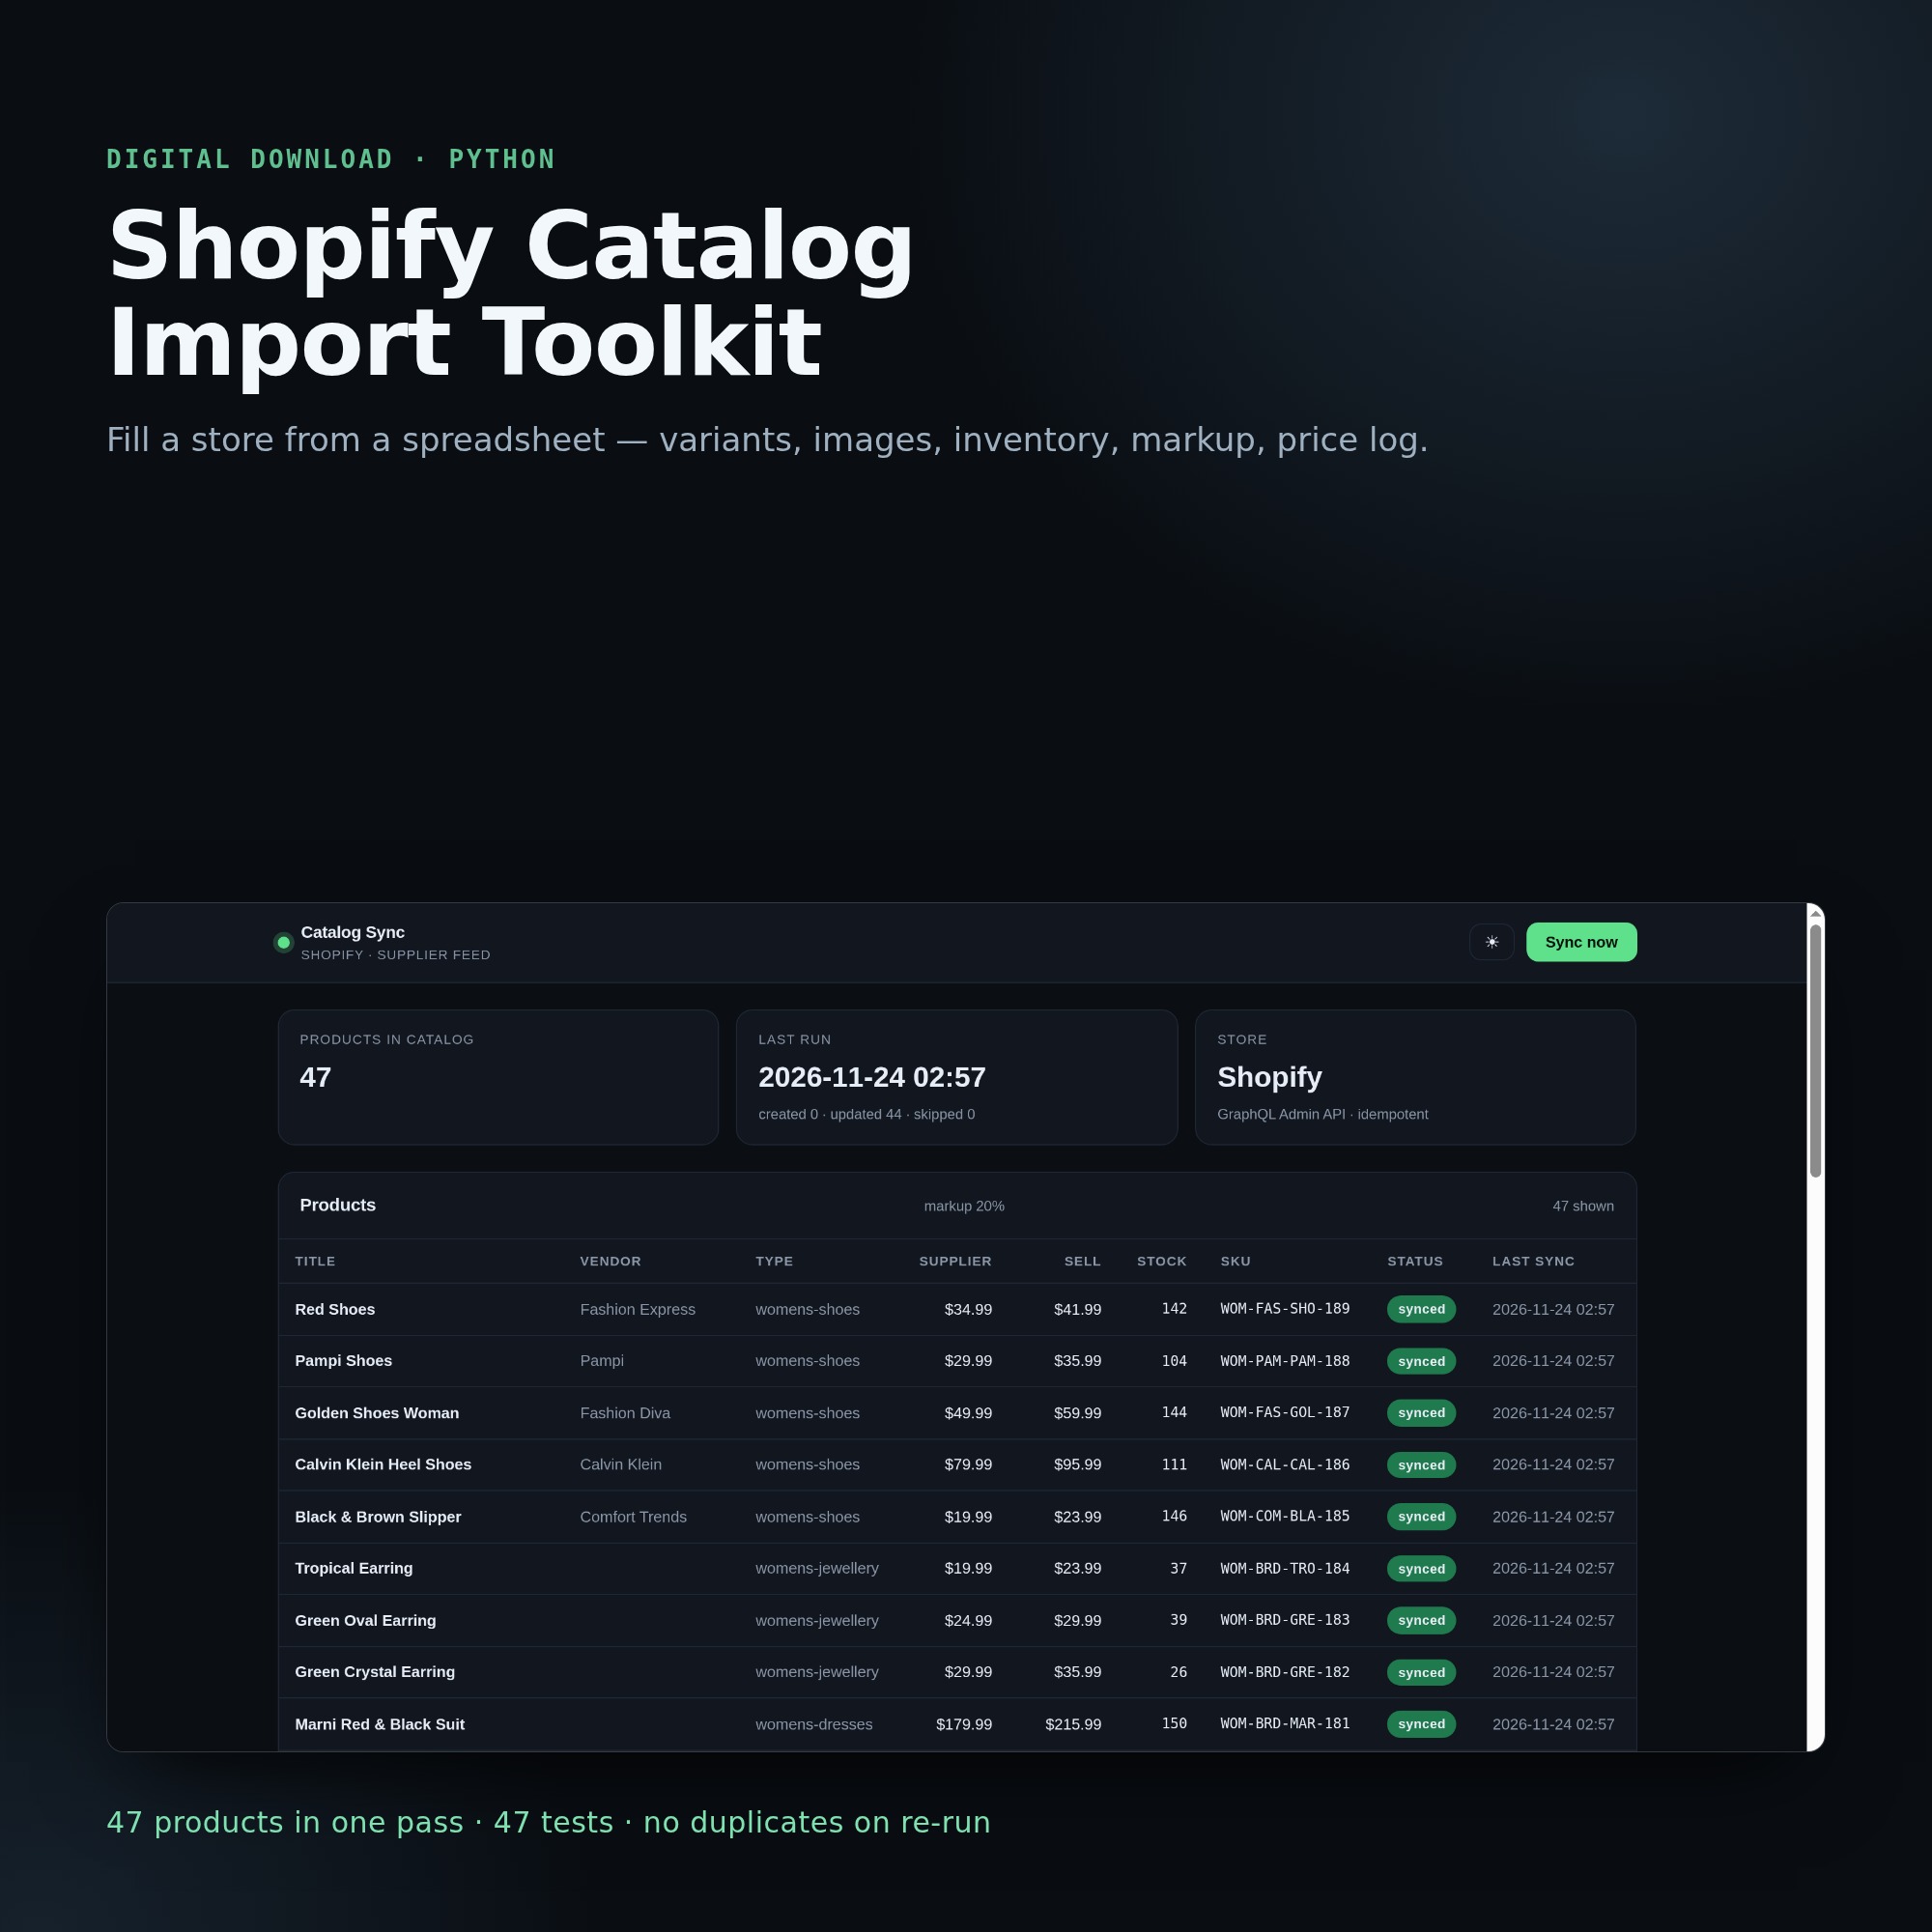 DIGITAL DOWNLOAD · PYTHON
Shopify Catalog
Import Toolkit
Fill a store from a spreadsheet — variants, images, inventory, markup, price log.
Catalog Sync
SHOPIFY · SUPPLIER FEED
Sync now
PRODUCTS IN CATALOG
47
LAST RUN
2026-11-24 02:57
created 0 · updated 44 · skipped 0
STORE
Shopify
GraphQL Admin API · idempotent
Products markup 20% 47 shown
TITLE VENDOR TYPE SUPPLIER SELL STOCK SKU STATUS LAST SYNC
Red Shoes Fashion Express womens-shoes $34.99 $41.99 142 WOM-FAS-SHO-189 synced 2026-11-24 02:57
Pampi Shoes Pampi womens-shoes $29.99 $35.99 104 WOM-PAM-PAM-188 synced 2026-11-24 02:57
Golden Shoes Woman Fashion Diva womens-shoes $49.99 $59.99 144 WOM-FAS-GOL-187 synced 2026-11-24 02:57
Calvin Klein Heel Shoes Calvin Klein womens-shoes $79.99 $95.99 111 WOM-CAL-CAL-186 synced 2026-11-24 02:57
Black & Brown Slipper Comfort Trends womens-shoes $19.99 $23.99 146 WOM-COM-BLA-185 synced 2026-11-24 02:57
Tropical Earring womens-jewellery $19.99 $23.99 37 WOM-BRD-TRO-184 synced 2026-11-24 02:57
Green Oval Earring womens-jewellery $24.99 $29.99 39 WOM-BRD-GRE-183 synced 2026-11-24 02:57
Green Crystal Earring womens-jewellery $29.99 $35.99 26 WOM-BRD-GRE-182 synced 2026-11-24 02:57
Marni Red & Black Suit womens-dresses $179.99 $215.99 150 WOM-BRD-MAR-181 synced 2026-11-24 02:57
47 products in one pass · 47 tests · no duplicates on re-run